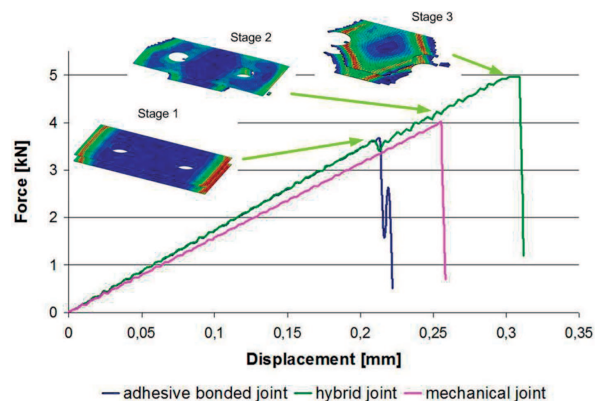 Stage 3
Stage 2
Stage 1
Force [kN]
5
4
3
2
1
0
0 0,05 0,1 0,15 0,2 0,25 0,3 0,35
Displacement [mm]
adhesive bonded joint hybrid joint mechanical joint